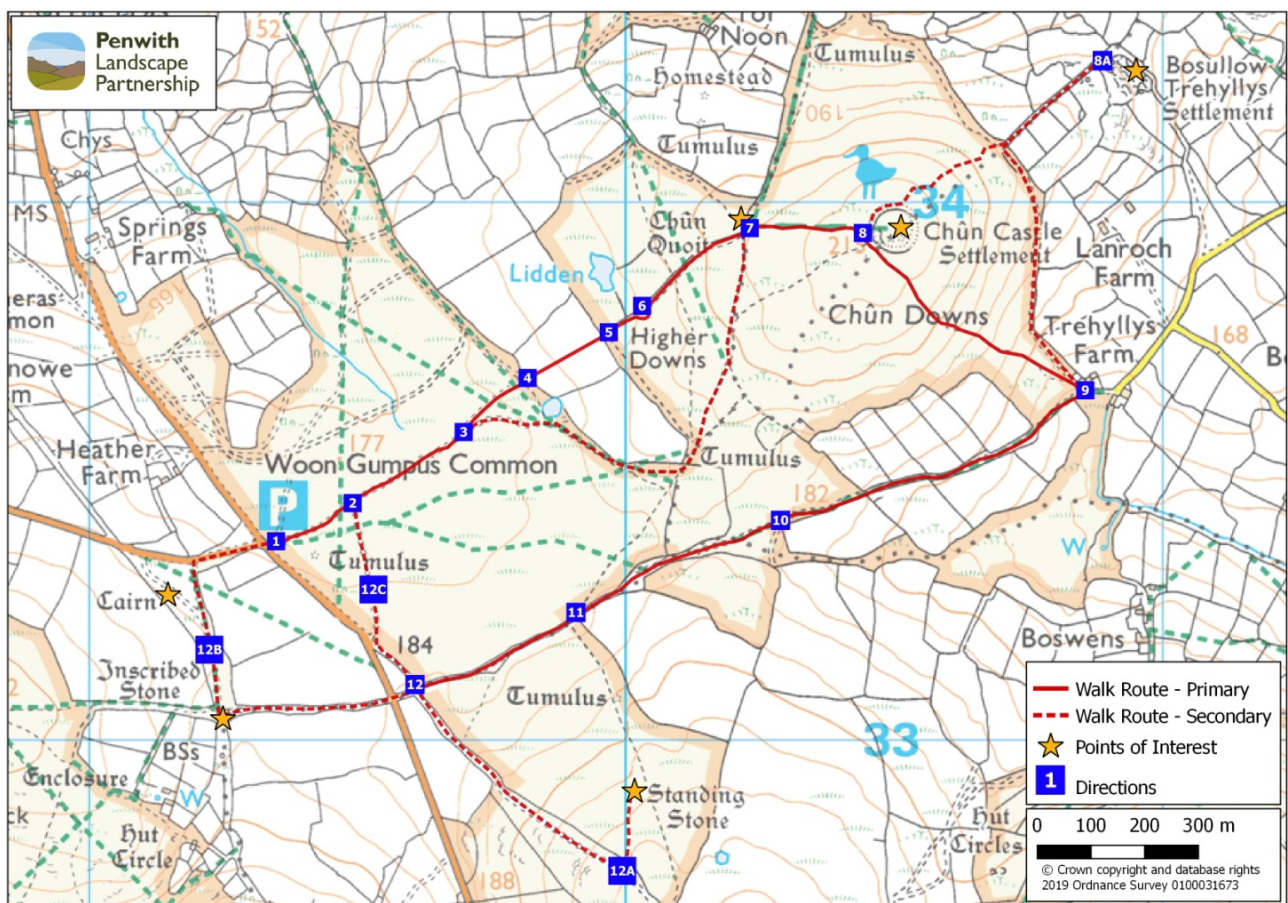 Penwith
Landscape
Partnership
152
Noon
Homestead
Tumulus
190
8A
Bosullow
Trehyllys
Settlement
Chys
Tumulus
MS
Springs
Farm
165
Lidden
Chûn
Quoit
7
8
213
34
Chûn Castle
Settlement
Lanroch
Farm
6
5
Higher
Downs
Chûn Downs
Trehyllys
Farm
168
4
9
3
177
Heather
Farm
Woon Gumpus Common
P
Tumulus
182
2
1
10
W
Tumulus
12C
Cairn
11
12B
184
Boswens
Inscribed
Stone
12
Tumulus
BSs
33
Enclosure
W
Standing
Stone
Hut
Circle
188
12A
Hut
Circles
Walk Route - Primary
Walk Route - Secondary
Points of Interest
1
Directions
0 100 200 300 m
© Crown copyright and database rights
2019 Ordnance Survey 0100031673